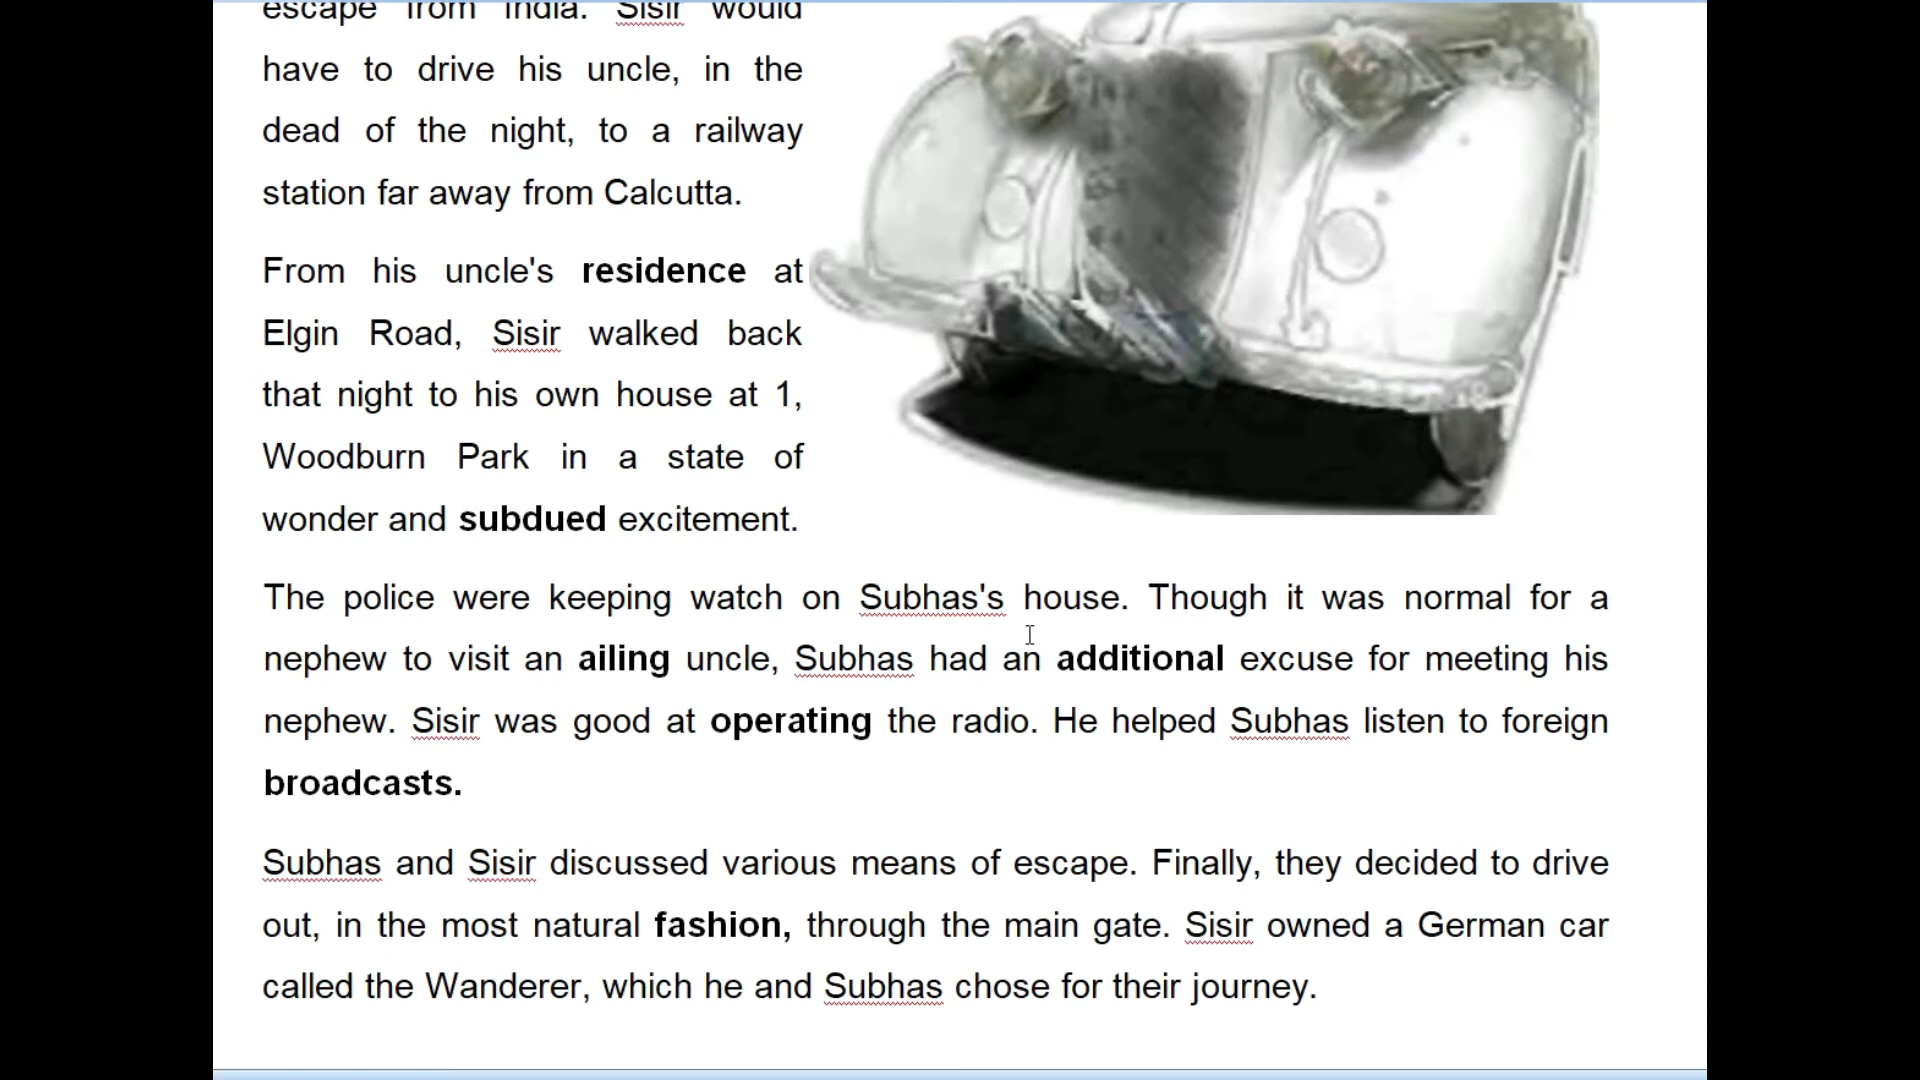 escape from India. Sisir would
have to drive his uncle, in the
dead of the night, to a railway
station far away from Calcutta.
From his uncle's residence at
Elgin Road, Sisir walked back
that night to his own house at 1,
Woodburn Park in a state of
wonder and subdued excitement.
The police were keeping watch on Subhas's house. Though it was normal for a
nephew to visit an ailing uncle, Subhas had an additional excuse for meeting his
nephew. Sisir was good at operating the radio. He helped Subhas listen to foreign
broadcasts.
Subhas and Sisir discussed various means of escape. Finally, they decided to drive
out, in the most natural fashion, through the main gate. Sisir owned a German car
called the Wanderer, which he and Subhas chose for their journey.